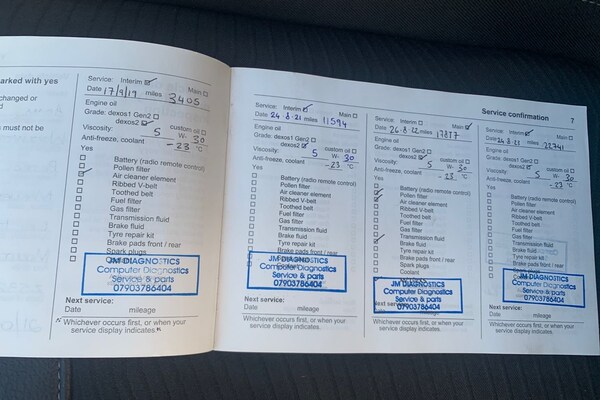 arked with yes
changed or
d
must not be
Service: Interim Main
Date 17/9/19 miles 3405
Engine oil
Grade: dexos1 Gen2
dexos2
Viscosity: 5 W- 30 custom oil
Anti-freeze, coolant -23 °C
Yes
Battery (radio remote control)
Pollen filter
Air cleaner element
Ribbed V-belt
Toothed belt
Fuel filter
Gas filter
Transmission fluid
Brake fluid
Tyre repair kit
Brake pads front / rear
Spark plugs
JM DIAGNOSTICS
Computer Diagnostics
Service & parts
07903786404
Next service:
Date mileage
Whichever occurs first, or when your
service display indicates.
Service: Interim Main
Date 24.8.21 miles 11594
Engine oil
Grade: dexos1 Gen2
dexos2
Viscosity: 5 W- 30 custom oil
Anti-freeze, coolant -23 °C
Yes
Battery (radio remote control)
Pollen filter
Air cleaner element
Ribbed V-belt
Toothed belt
Fuel filter
Gas filter
Transmission fluid
Brake fluid
Tyre repair kit
Brake pads front / rear
JM DIAGNOSTICS
Computer Diagnostics
Service & parts
07903786404
Next service:
Date mileage
Whichever occurs first, or when your
service display indicates.
Service confirmation 7
Service: Interim Main
Date 26.8.22 miles 17817
Engine oil
Grade: dexos1 Gen2
dexos2
Viscosity: 5 W- 30 custom oil
Anti-freeze, coolant -23 °C
Yes
Battery (radio remote control)
Pollen filter
Air cleaner element
Ribbed V-belt
Toothed belt
Fuel filter
Gas filter
Transmission fluid
Brake fluid
Tyre repair kit
Brake pads front / rear
Spark plugs
Coolant
JM DIAGNOSTICS
Computer Diagnostics
Service & parts
07903786404
Date mileage
Whichever occurs first, or when your
service display indicates.
Service: Interim Main
Date miles 22741
Engine oil
Grade: dexos1 Gen2
dexos2
Viscosity: 5 W- 30 custom oil
Anti-freeze, coolant °C
Yes
Battery (radio remote control)
Pollen filter
Air cleaner element
Ribbed V-belt
Toothed belt
Fuel filter
Gas filter
Transmission fluid
Brake fluid
Tyre repair kit
Brake pads front / rear
JM DIAGNOSTICS
Computer Diagnostics
Service & parts
07903786404
Next service:
Date mileage
Whichever occurs first, or when your
service display indicates.